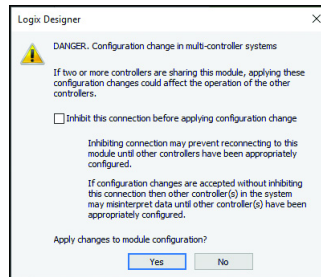 Logix Designer
DANGER. Configuration change in multi-controller systems
If two or more controllers are sharing this module, applying these
configuration changes could affect the operation of the other
controllers.
Inhibit this connection before applying configuration change
Inhibiting connection may prevent reconnecting to this
module until other controllers have been appropriately
configured.
If configuration changes are accepted without inhibiting
this connection then other controller(s) in the system
may misinterpret data until other controller(s) have been
appropriately configured.
Apply changes to module configuration?
Yes
No